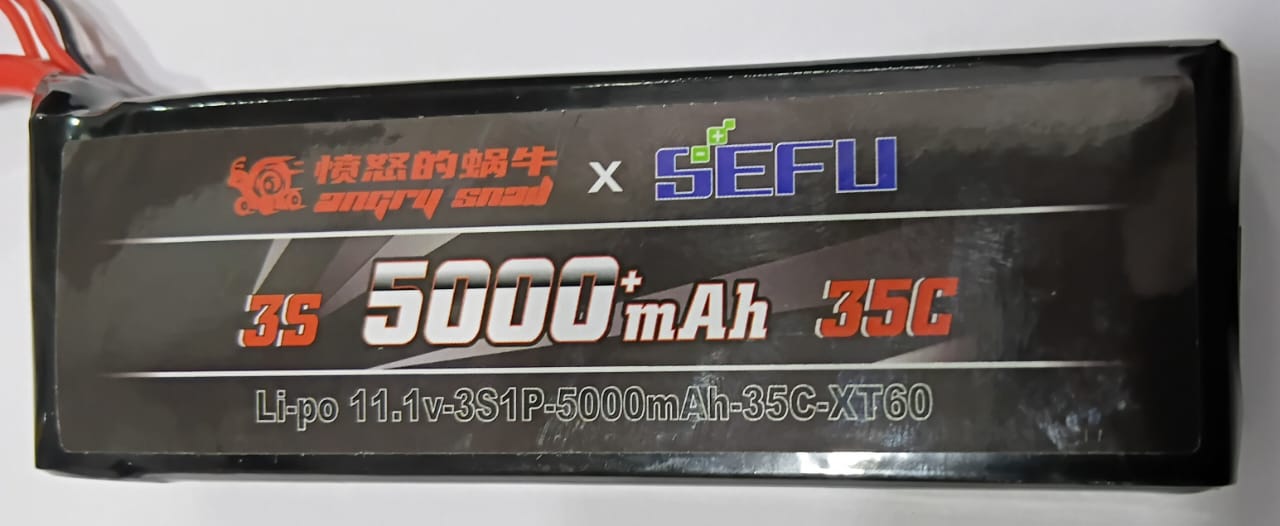 愤怒的蜗牛
angry snail x SEFU
3S 5000+mAh 35C
Li-po 11.1v-3S1P-5000mAh-35C-XT60